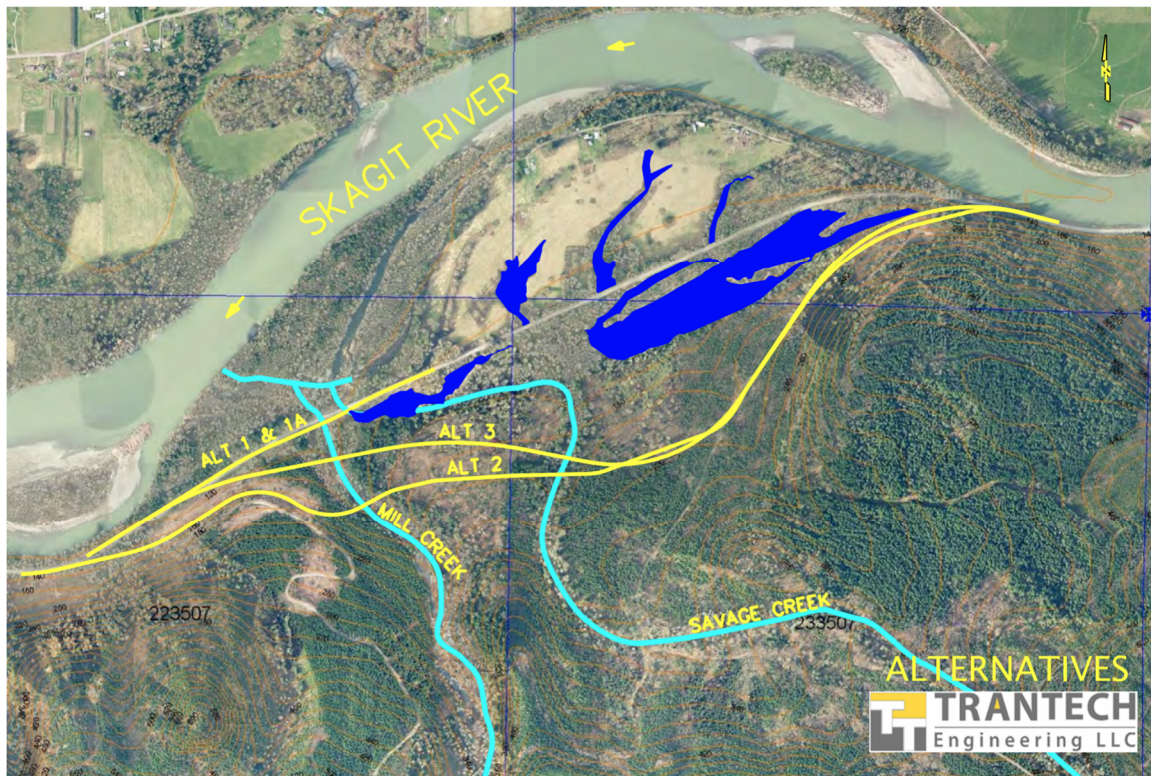 SKAGIT RIVER
ALT 1 & 1A
ALT 3
ALT 2
MILL CREEK
SAVAGE CREEK
223507
233507
ALTERNATIVES
TRANTECH
Engineering LLC